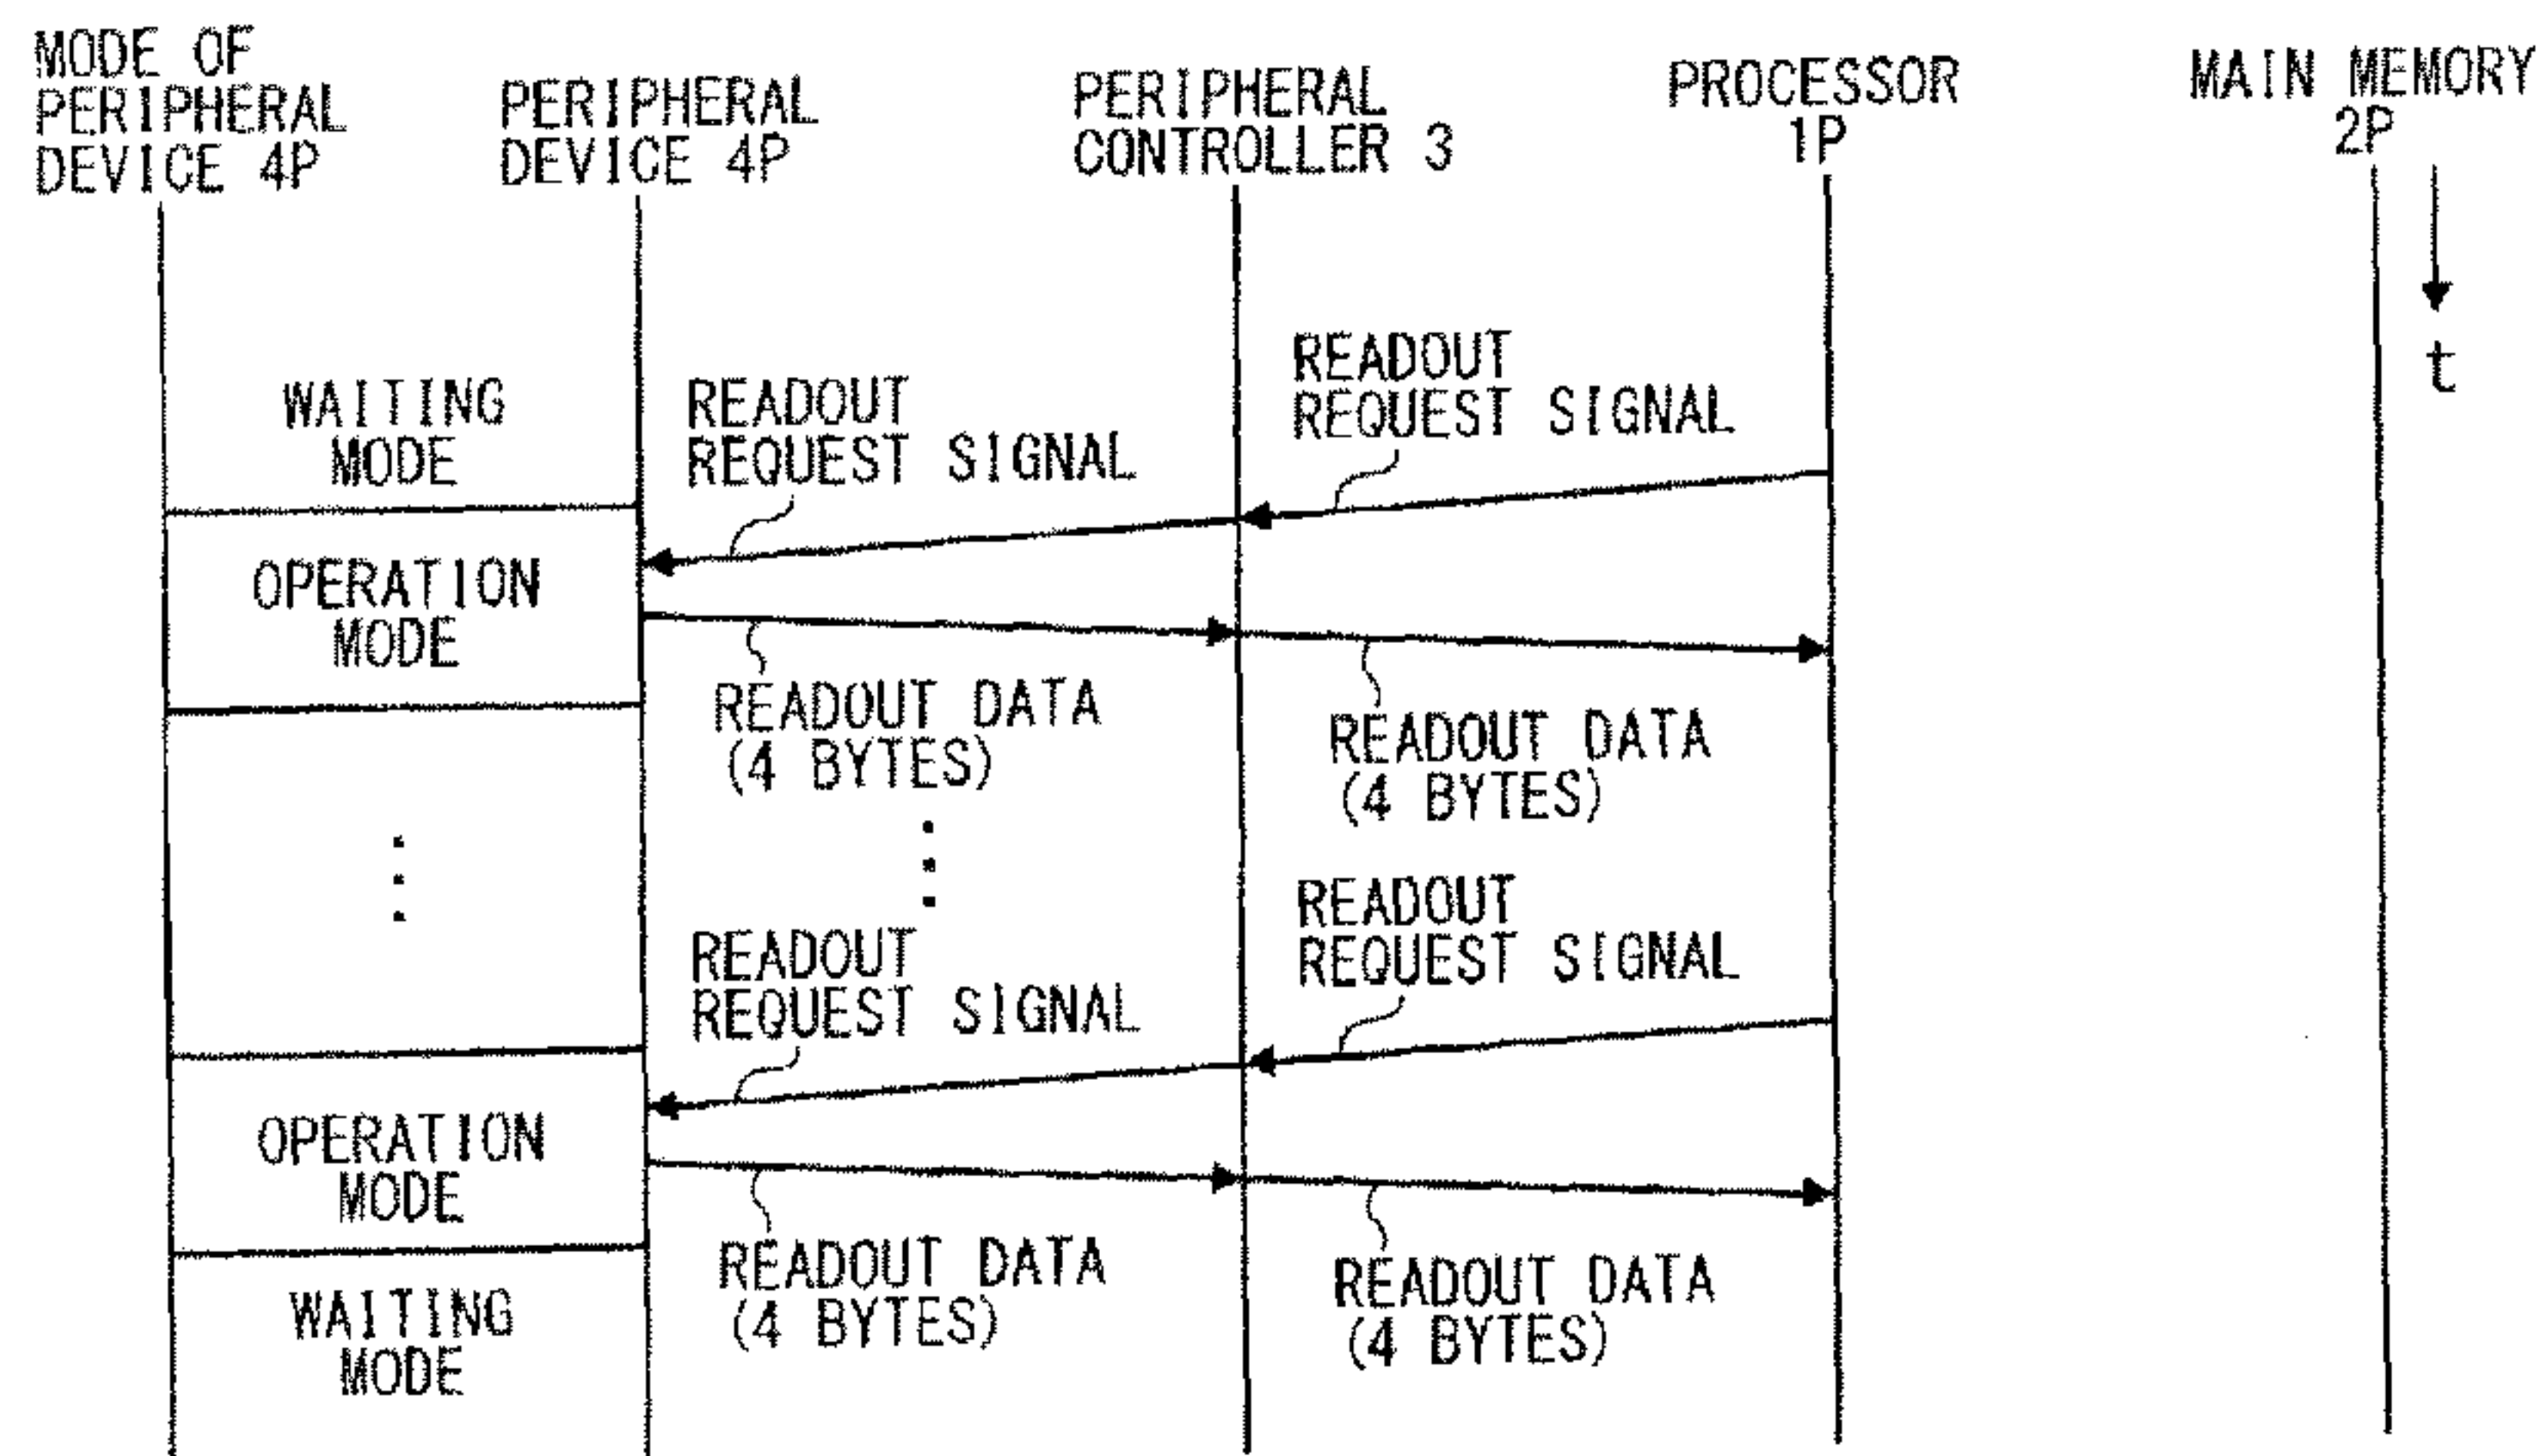 MODE OF
PERIPHERAL
DEVICE 4P
PERIPHERAL
DEVICE 4P
PERIPHERAL
CONTROLLER 3
PROCESSOR
1P
MAIN MEMORY
2P
t
WAITING
MODE
READOUT
REQUEST SIGNAL
READOUT
REQUEST SIGNAL
OPERATION
MODE
READOUT DATA
(4 BYTES)
READOUT DATA
(4 BYTES)
READOUT
REQUEST SIGNAL
READOUT
REQUEST SIGNAL
OPERATION
MODE
READOUT DATA
(4 BYTES)
READOUT DATA
(4 BYTES)
WAITING
MODE